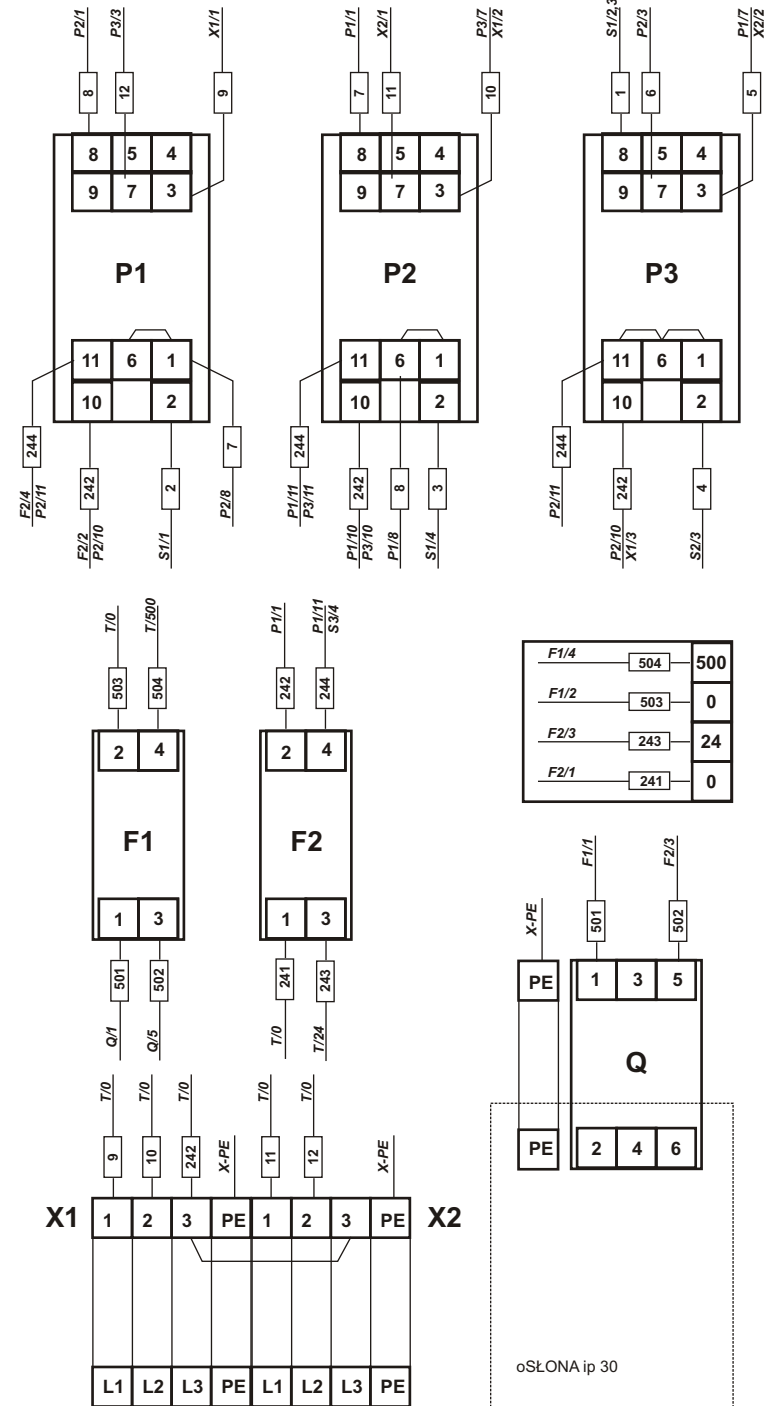 P2/1
P3/3
X1/1
8
12
9
8 5 4
9 7 3
P1
11 6 1
10 2
244
242
2
7
F2/4
P2/11
F2/2
P2/10
S1/1
P2/8
P1/1
X2/1
P3/7
X1/2
7
11
10
8 5 4
9 7 3
P2
11 6 1
10 2
244
242
8
3
P1/11
P3/11
P1/10
P3/10
P1/8
S1/4
S1/2,3
P2/3
P1/7
X2/2
1
6
5
8 5 4
9 7 3
P3
11 6 1
10 2
244
242
4
P2/11
P2/10
X1/3
S2/3
T/0
T/500
503
504
2 4
F1
1 3
501
502
Q/1
Q/5
P1/1
P1/11
S3/4
242
244
2 4
F2
1 3
241
243
T/0
T/24
F1/4 504 500
F1/2 503 0
F2/3 243 24
F2/1 241 0
X-PE
F1/1
F2/3
501
502
PE 1 3 5
Q
PE 2 4 6
oSŁONA ip 30
T/0
T/0
T/0
X-PE
T/0
T/0
X-PE
9
10
242
11
12
X1 1 2 3 PE 1 2 3 PE X2
L1 L2 L3 PE L1 L2 L3 PE